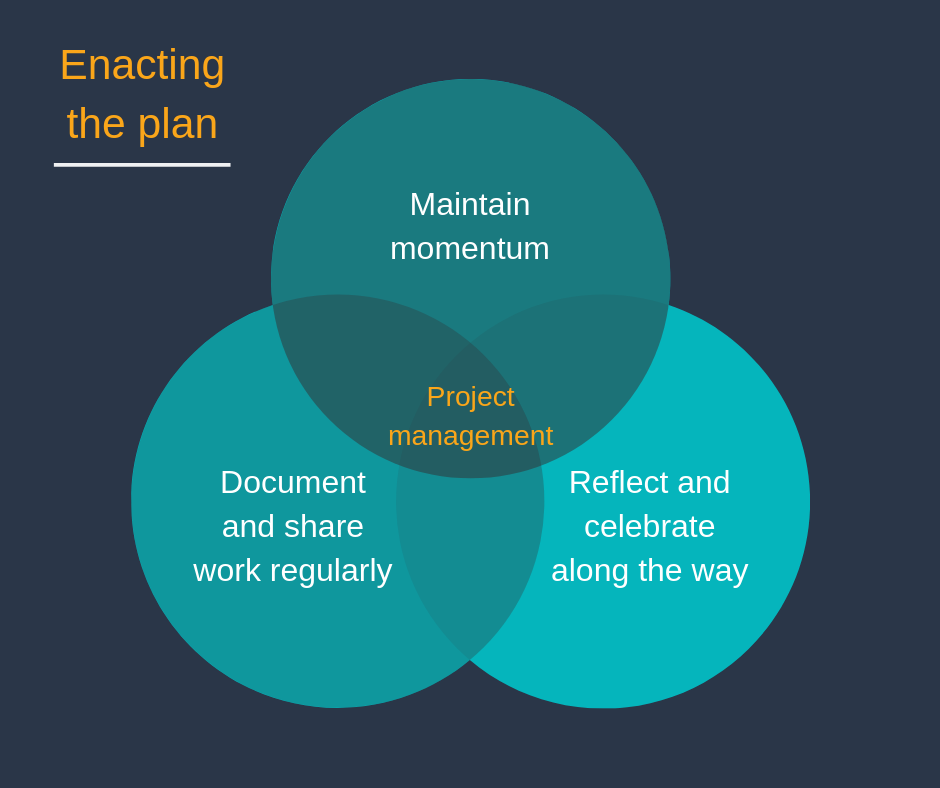 Enacting
the plan
Maintain
momentum
Project
management
Document
and share
work regularly
Reflect and
celebrate
along the way